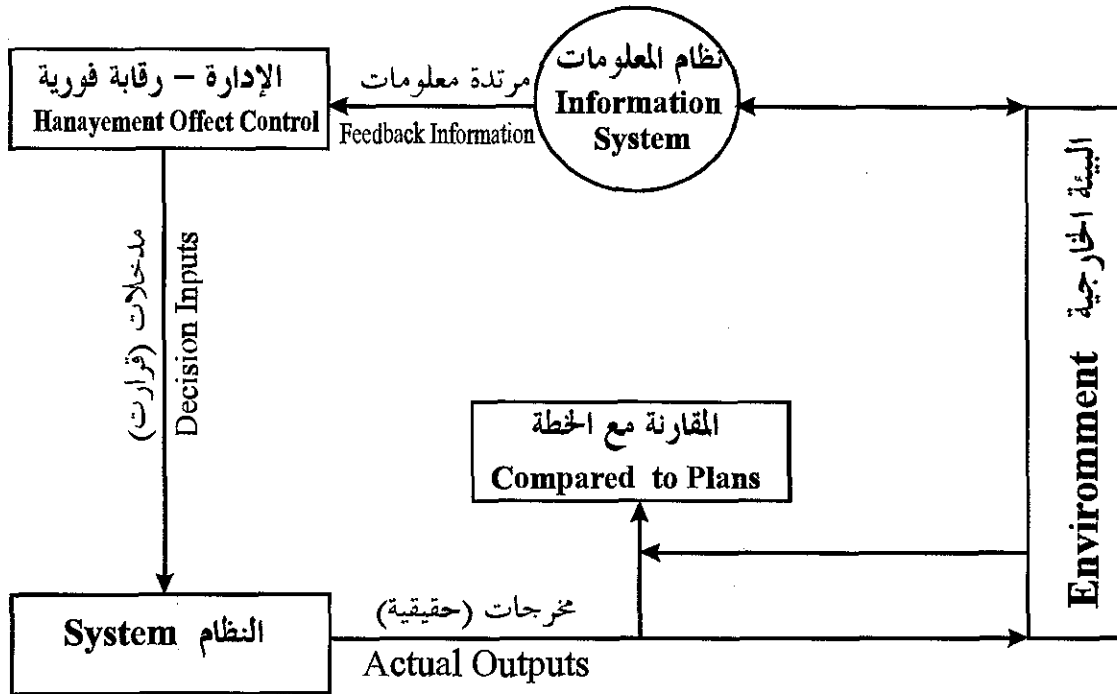 نظام المعلومات
Information
System
الإدارة – رقابة فورية
Hanayement Offect Control
مرتدة معلومات
Feedback Information
البيئة الخارجية
Enviromment
مدخلات (قرارت)
Decision Inputs
المقارنة مع الخطة
Compared to Plans
النظام System
مخرجات (حقيقية)
Actual Outputs